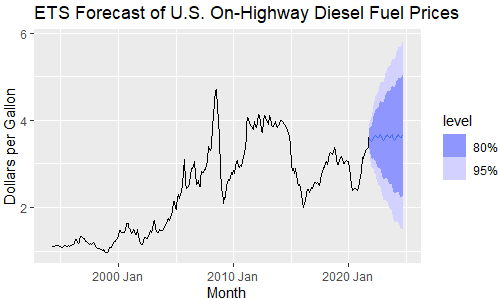 ETS Forecast of U.S. On-Highway Diesel Fuel Prices
6
4
2
Dollars per Gallon
2000 Jan
2010 Jan
2020 Jan
Month
level
80%
95%